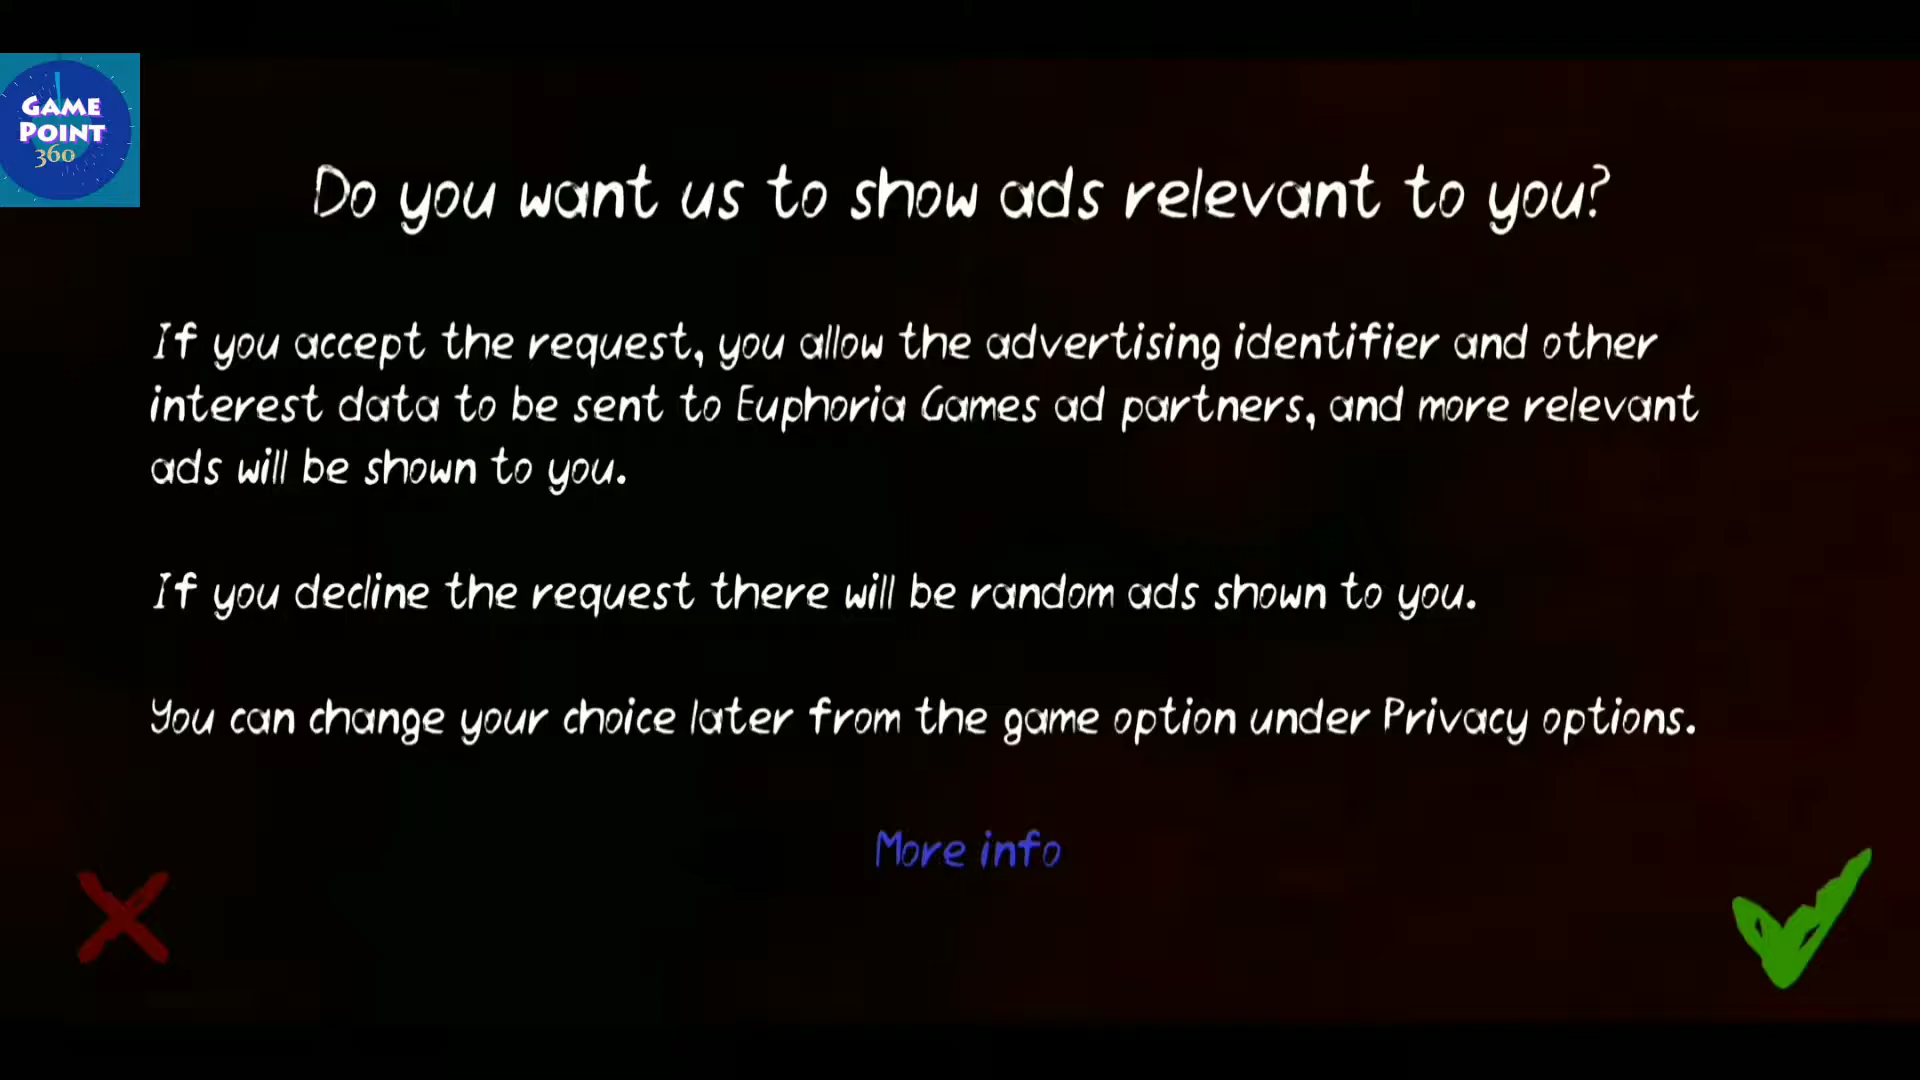 GAME
POINT
360
Do you want us to show ads relevant to you?
If you accept the request, you allow the advertising identifier and other
interest data to be sent to Euphoria Games ad partners, and more relevant
ads will be shown to you.
If you decline the request there will be random ads shown to you.
You can change your choice later from the game option under Privacy options.
More info